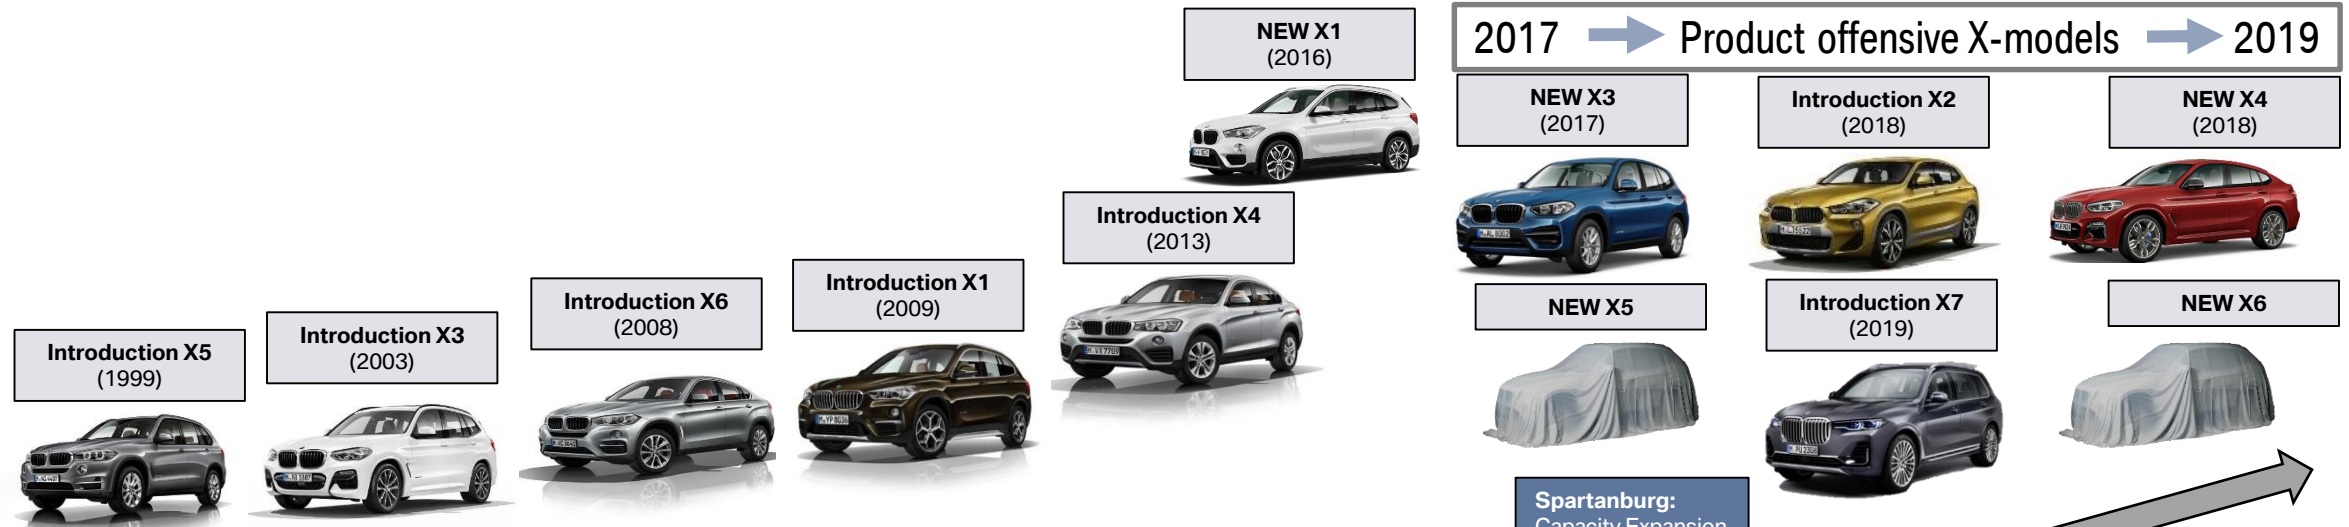 NEW X1
(2016)
2017 Product offensive X-models 2019
NEW X3
(2017)
Introduction X2
(2018)
NEW X4
(2018)
Introduction X4
(2013)
Introduction X1
(2009)
Introduction X6
(2008)
Introduction X3
(2003)
Introduction X5
(1999)
NEW X5
Introduction X7
(2019)
NEW X6
Spartanburg:
Capacity Expansion